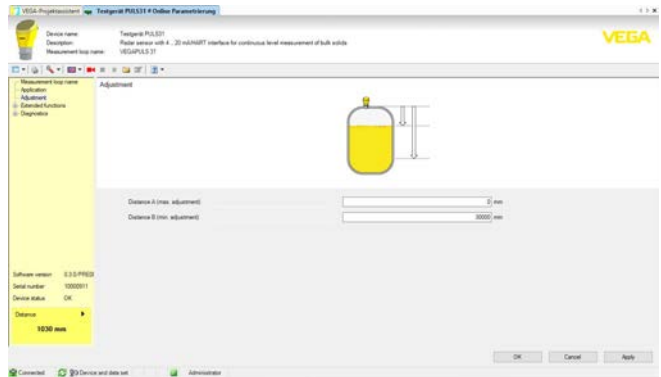 VEGA-Projektassistent
Testgerät PULS31 # Online Parametrierung
Device name: Testgerät PULS31
Description: Radar sensor with 4 .. 20 mA/HART interface for continuous level measurement of bulk solids
Measurement loop name: VEGAPULS 31
VEGA
Measurement loop name
Application
Adjustment
Extended functions
Diagnostics
Adjustment
Distance A (max. adjustment) 0 mm
Distance B (min. adjustment) 30000 mm
Software version
Serial number 10000911
Device status OK
Distance
1030 mm
OK Cancel Apply
Connected Device and data set Administrator